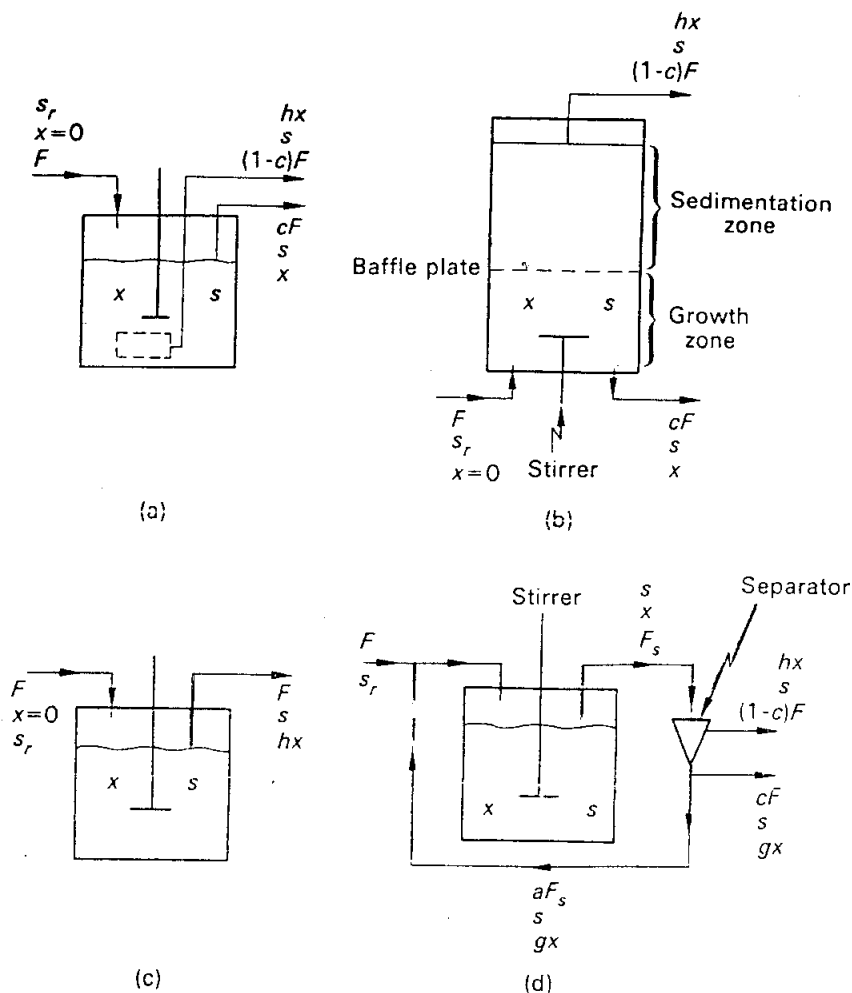 s_r
x=0
F
hx
s
(1-c)F
cF
s
x
x
s
(a)
hx
s
(1-c)F
Sedimentation
zone
Baffle plate
x
s
Growth
zone
F
s_r
x=0
Stirrer
cF
s
x
(b)
F
x=0
s_r
F
s
hx
x
s
(c)
Stirrer
s
x
F_s
Separator
F
s_r
hx
s
(1-c)F
x
s
cF
s
gx
aF_s
s
gx
(d)